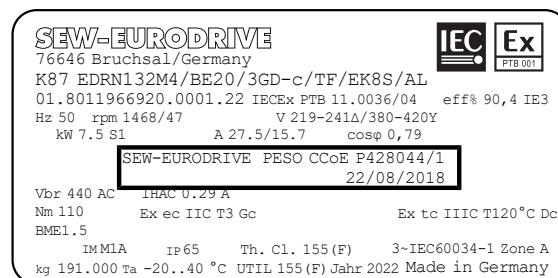 SEW-EURODRIVE
IEC Ex
PTB 001
76646 Bruchsal/Germany
K87 EDRN132M4/BE20/3GD-c/TF/EK8S/AL
01.8011966920.0001.22 IECEx PTB 11.0036/04 eff% 90,4 IE3
Hz 50 rpm 1468/47 V 219-241Δ/380-420Y
kW 7.5 S1 A 27.5/15.7 cosφ 0,79
SEW-EURODRIVE PESO CCoE P428044/1
22/08/2018
Vbr 440 AC IHAC 0.29 A
Nm 110 Ex ec IIC T3 Gc Ex tc IIIC T120°C Dc
BME1.5
IM M1A IP 65 Th. Cl. 155(F) 3~IEC60034-1 Zone A
kg 191.000 Ta -20..40 °C UTIL 155(F) Jahr 2022 Made in Germany